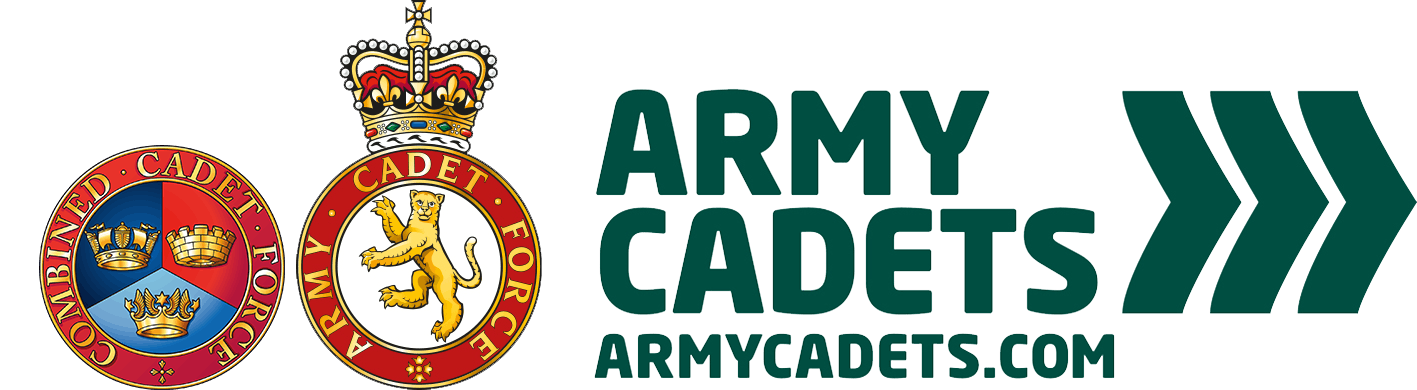 COMBINED · CADET · FORCE
ARMY · CADET · FORCE
ARMY
CADETS
ARMYCADETS.COM